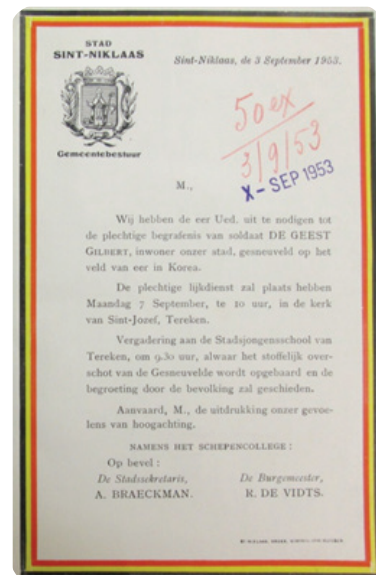 STAD
SINT-NIKLAAS
Gemeentebestuur
Sint-Niklaas, de 3 September 1953.
50 ex
3/9/53
X - SEP 1953
M.,
Wij hebben de eer Ued. uit te nodigen tot
de plechtige begrafenis van soldaat DE GEEST
GILBERT, inwoner onzer stad, gesneuveld op het
veld van eer in Korea.
De plechtige lijkdienst zal plaats hebben
Maandag 7 September, te 10 uur, in de kerk
van Sint-Jozef, Tereken.
Vergadering aan de Stadsjongensschool van
Tereken, om 9.30 uur, alwaar het stoffelijk over-
schot van de Gesneuvelde wordt opgebaard en de
begroeting door de bevolking zal geschieden.
Aanvaard, M., de uitdrukking onzer gevoe-
lens van hoogachting.
NAMENS HET SCHEPENCOLLEGE :
Op bevel :
De Stadssekretaris,
A. BRAECKMAN.
De Burgemeester,
R. DE VIDTS.